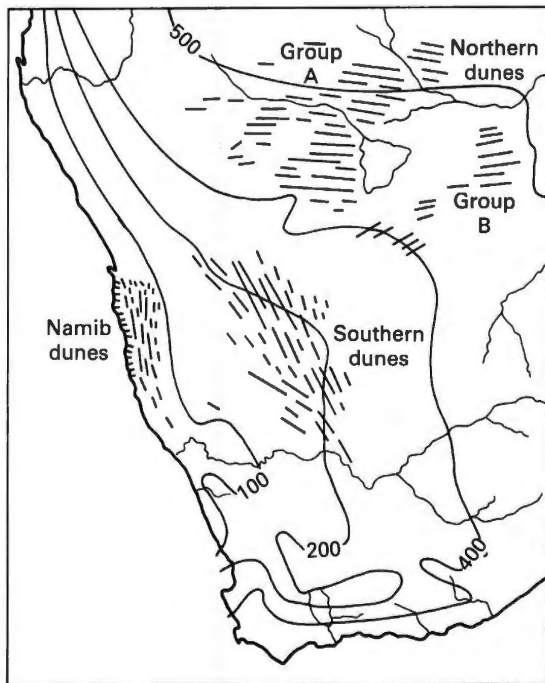 500
Group
A
Northern
dunes
Group
B
Namib
dunes
Southern
dunes
100
200
400